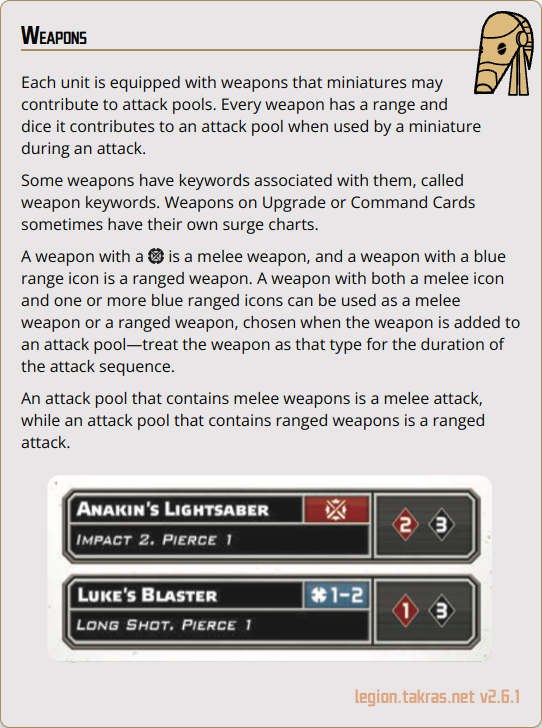 Weapons
Each unit is equipped with weapons that miniatures may
contribute to attack pools. Every weapon has a range and
dice it contributes to an attack pool when used by a miniature
during an attack.
Some weapons have keywords associated with them, called
weapon keywords. Weapons on Upgrade or Command Cards
sometimes have their own surge charts.
A weapon with a is a melee weapon, and a weapon with a blue
range icon is a ranged weapon. A weapon with both a melee icon
and one or more blue ranged icons can be used as a melee
weapon or a ranged weapon, chosen when the weapon is added to
an attack pool—treat the weapon as that type for the duration of
the attack sequence.
An attack pool that contains melee weapons is a melee attack,
while an attack pool that contains ranged weapons is a ranged
attack.
Anakin's Lightsaber
Impact 2, Pierce 1
2 3
Luke's Blaster 1-2
Long Shot, Pierce 1
1 3
legion.takras.net v2.6.1